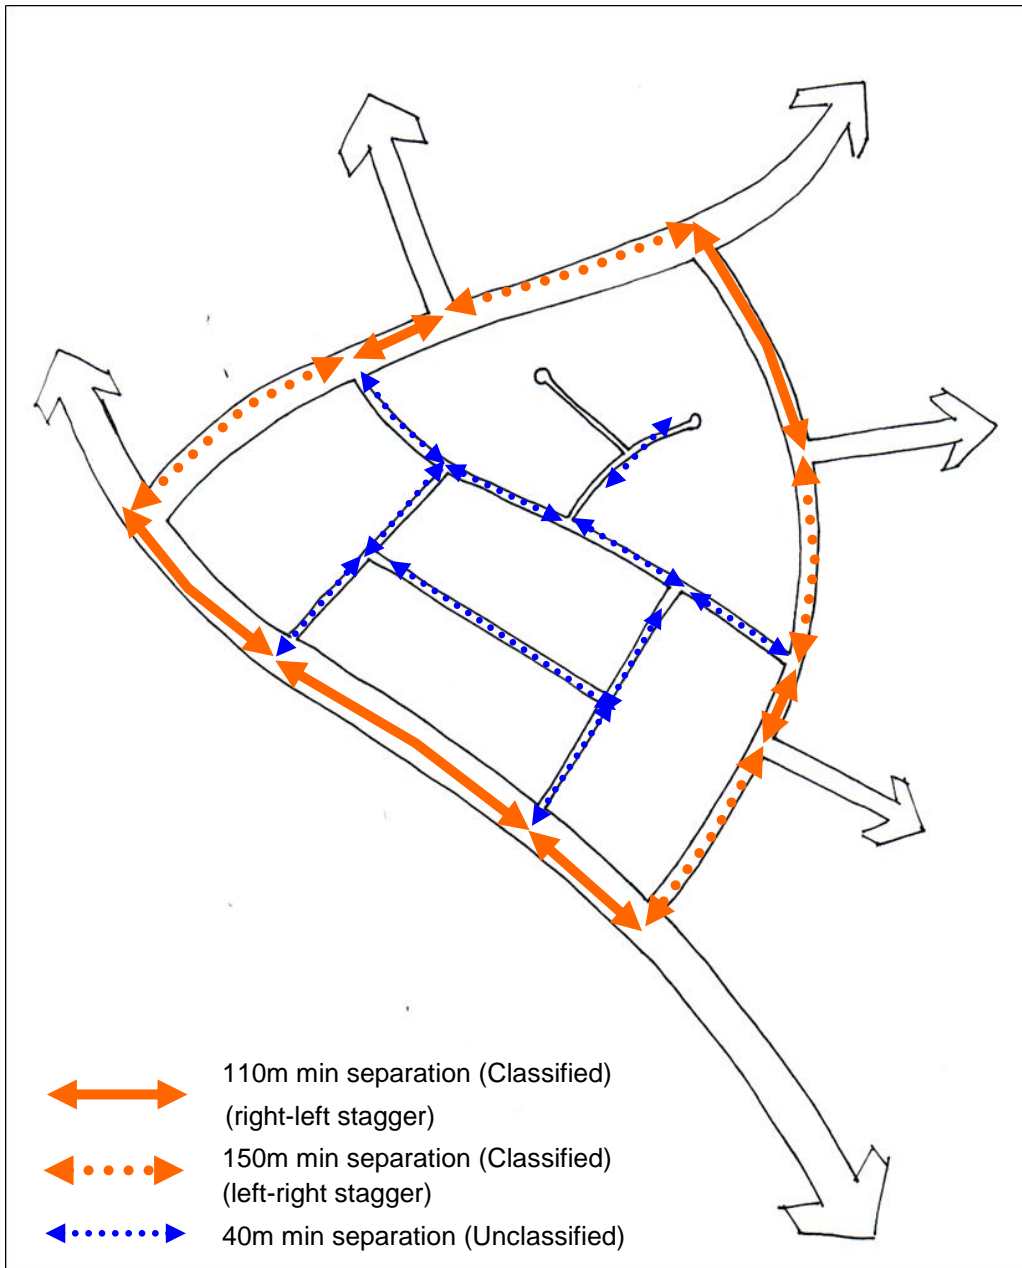 110m min separation (Classified)
(right-left stagger)
150m min separation (Classified)
(left-right stagger)
40m min separation (Unclassified)